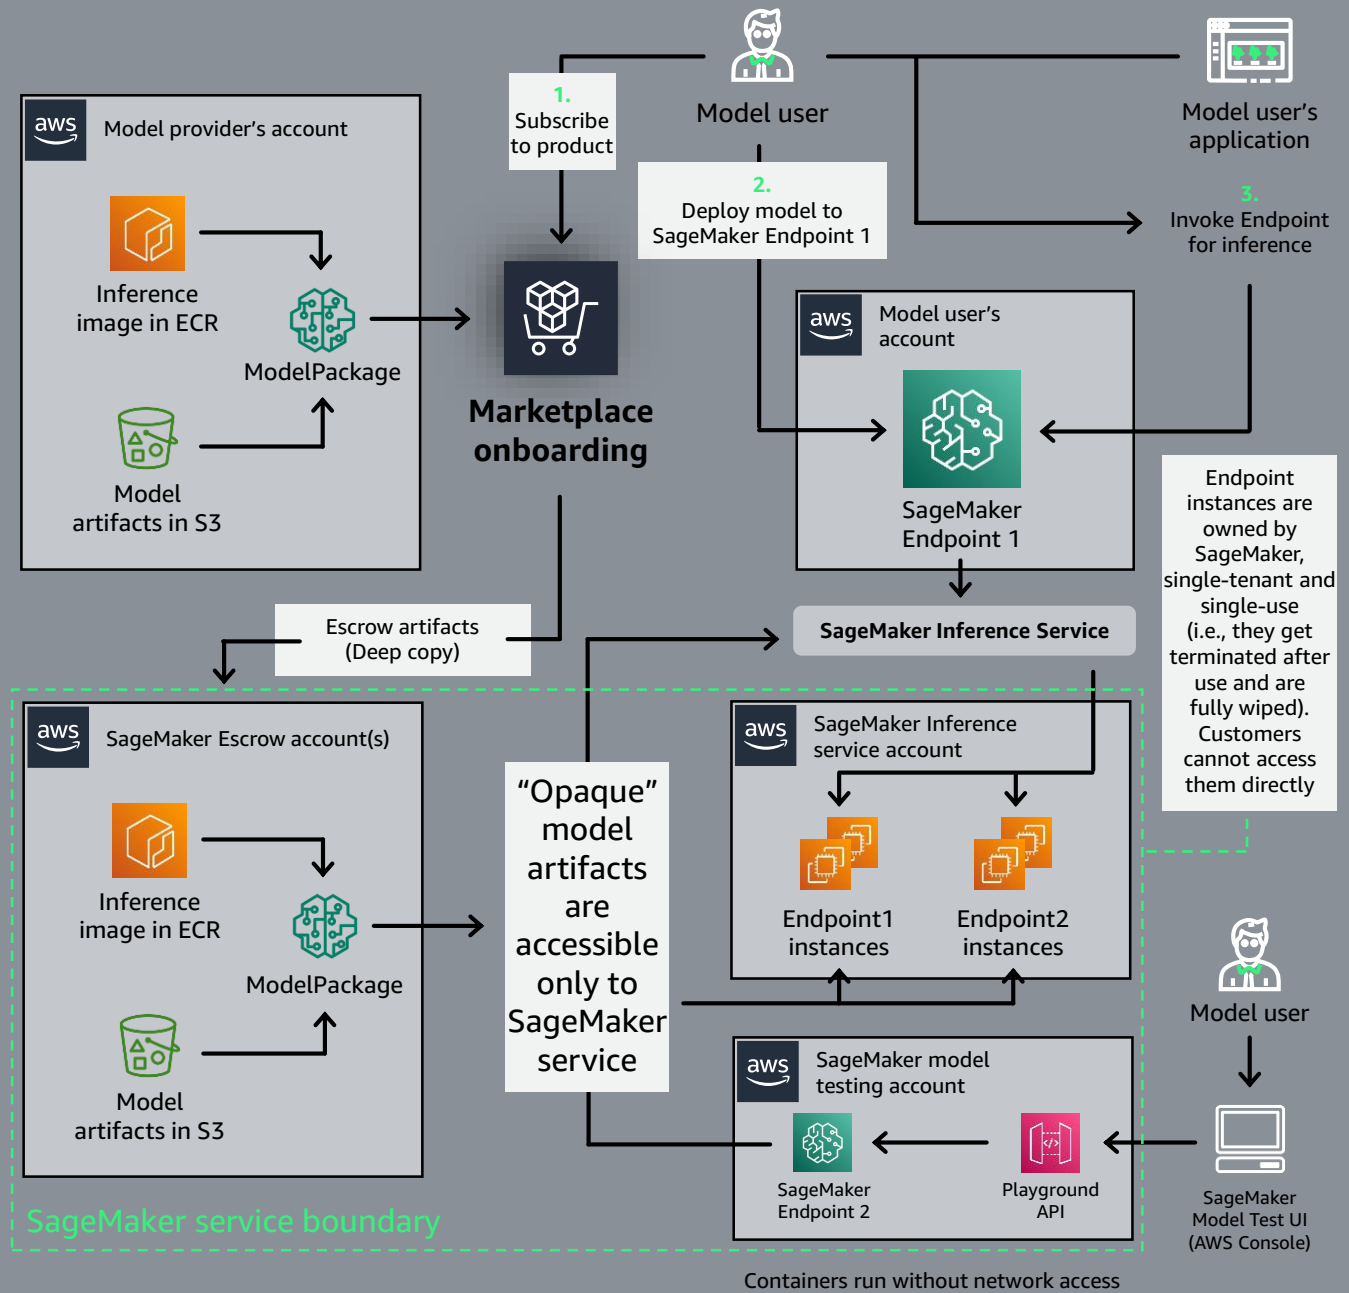 Model user
Model user's
application
1.
Subscribe
to product
aws
Model provider's account
Inference
image in ECR
ModelPackage
Model
artifacts in S3
Marketplace
onboarding
2.
Deploy model to
SageMaker Endpoint 1
3.
Invoke Endpoint
for inference
aws
Model user's
account
SageMaker
Endpoint 1
Endpoint
instances are
owned by
SageMaker,
single-tenant and
single-use
(i.e., they get
terminated after
use and are
fully wiped).
Customers
cannot access
them directly
Escrow artifacts
(Deep copy)
SageMaker Inference Service
aws
SageMaker Escrow account(s)
Inference
image in ECR
ModelPackage
Model
artifacts in S3
“Opaque”
model
artifacts
are
accessible
only to
SageMaker
service
aws
SageMaker Inference
service account
Endpoint1
instances
Endpoint2
instances
Model user
aws
SageMaker model
testing account
SageMaker
Endpoint 2
</>
Playground
API
SageMaker
Model Test UI
(AWS Console)
SageMaker service boundary
Containers run without network access